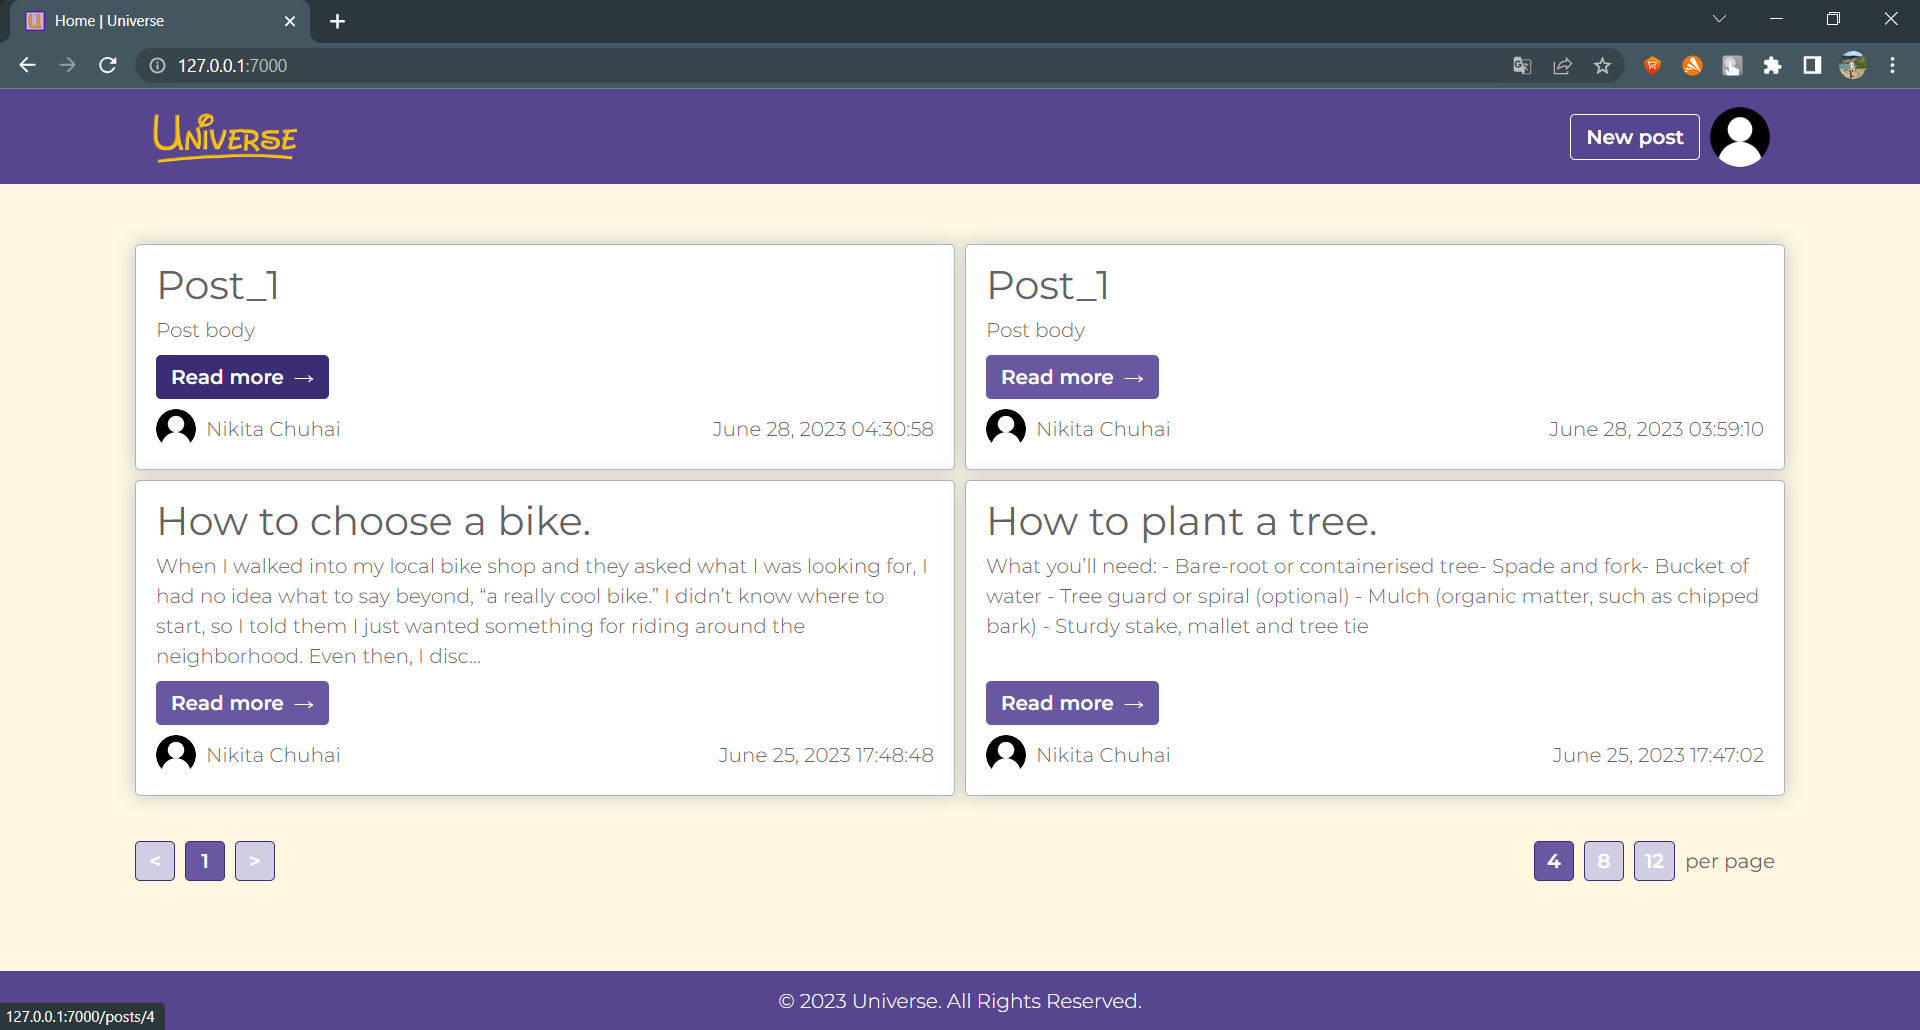 Home | Universe
127.0.0.1:7000
UNIVERSE
New post
Post_1
Post body
Read more →
Nikita Chuhai
June 28, 2023 04:30:58
Post_1
Post body
Read more →
Nikita Chuhai
June 28, 2023 03:59:10
How to choose a bike.
When I walked into my local bike shop and they asked what I was looking for, I
had no idea what to say beyond, “a really cool bike.” I didn’t know where to
start, so I told them I just wanted something for riding around the
neighborhood. Even then, I disc...
Read more →
Nikita Chuhai
June 25, 2023 17:48:48
How to plant a tree.
What you’ll need: - Bare-root or containerised tree- Spade and fork- Bucket of
water - Tree guard or spiral (optional) - Mulch (organic matter, such as chipped
bark) - Sturdy stake, mallet and tree tie
Read more →
Nikita Chuhai
June 25, 2023 17:47:02
< 1 >
4 8 12 per page
© 2023 Universe. All Rights Reserved.
127.0.0.1:7000/posts/4